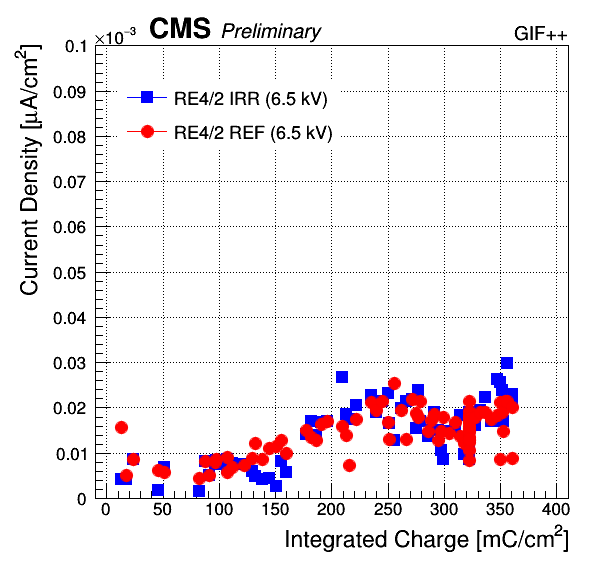 ×10⁻³ CMS Preliminary GIF++
0.1
0.09
0.08
0.07
0.06
0.05
0.04
0.03
0.02
0.01
0
Current Density [μA/cm²]
RE4/2 IRR (6.5 kV)
RE4/2 REF (6.5 kV)
0 50 100 150 200 250 300 350 400
Integrated Charge [mC/cm²]